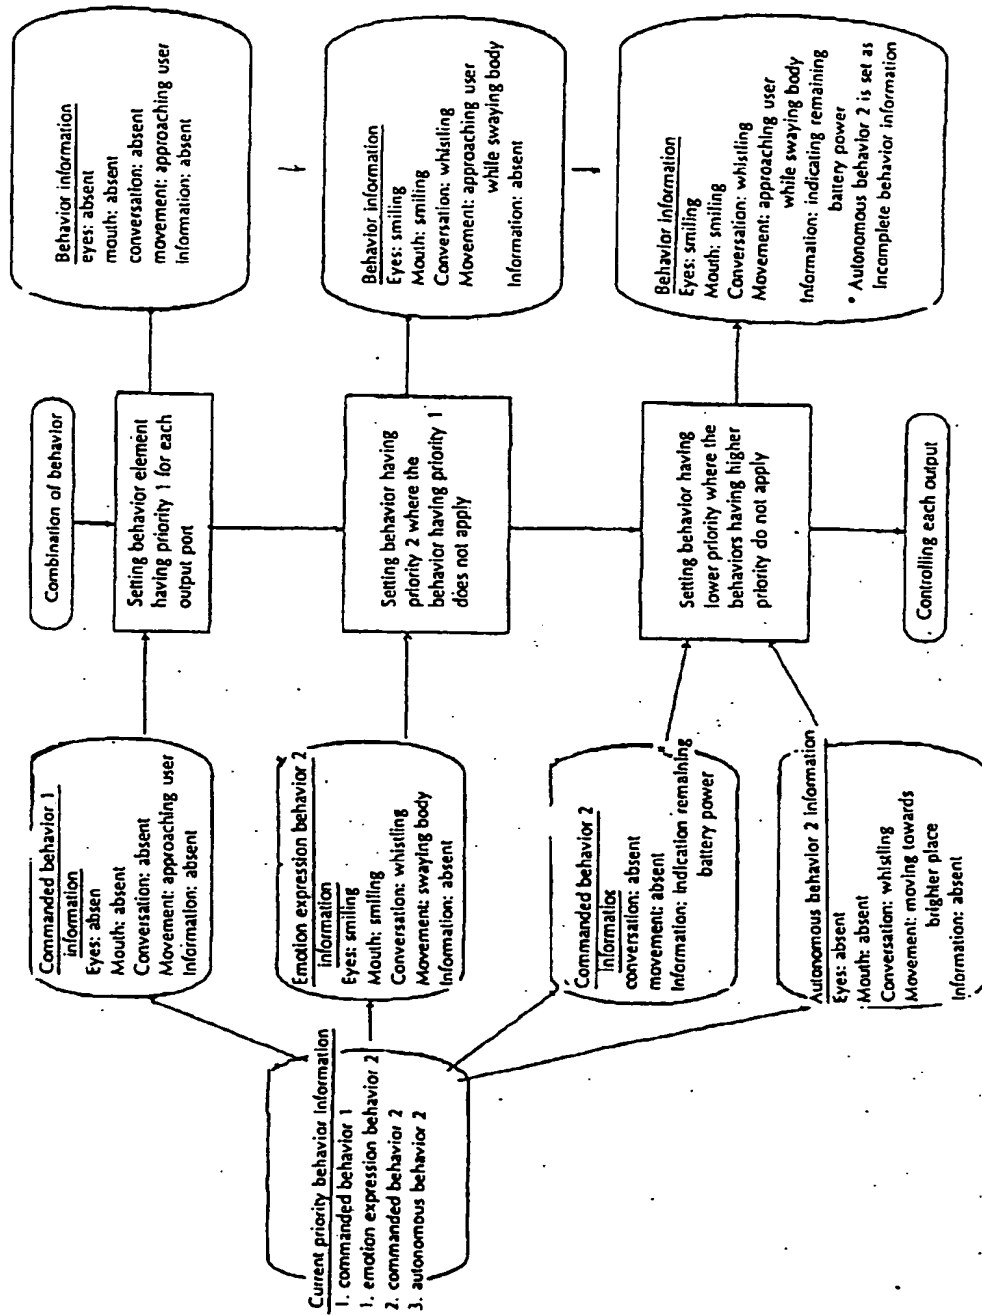 Current priority behavior Information
1. commanded behavior 1
1. emotion expression behavior 2
2. commanded behavior 2
3. autonomous behavior 2
Commanded behavior 1
information
Eyes: absen
Mouth: absent
Conversation: absent
Movement: approaching user
Information: absent
Emotion expression behavior 2
information
Eyes: smiling
Mouth: smiling
Conversation: whistling
Movement: swaying body
Information: absent
Commanded behavior 2
information
conversation: absent
movement: absent
Information: indication remaining
battery power
Autonomous behavior 2 information
Eyes: absent
Mouth: absent
Conversation: whistling
Movement: moving towards
brighter place
Information: absent
Combination of behavior
Setting behavior element
having priority 1 for each
output port
Setting behavior having
priority 2 where the
behavior having priority 1
does not apply
Setting behavior having
lower priority where the
behaviors having higher
priority do not apply
Controlling each output
Behavior information
eyes: absent
mouth: absent
conversation: absent
movement: approaching user
Information: absent
Behavior information
Eyes: smiling
Mouth: smiling
Conversation: whistling
Movement: approaching user
while swaying body
Information: absent
Behavior information
Eyes: smiling
Mouth: smiling
Conversation: whistling
Movement: approaching user
while swaying body
Information: indicating remaining
battery power
* Autonomous behavior 2 is set as
Incomplete behavior information